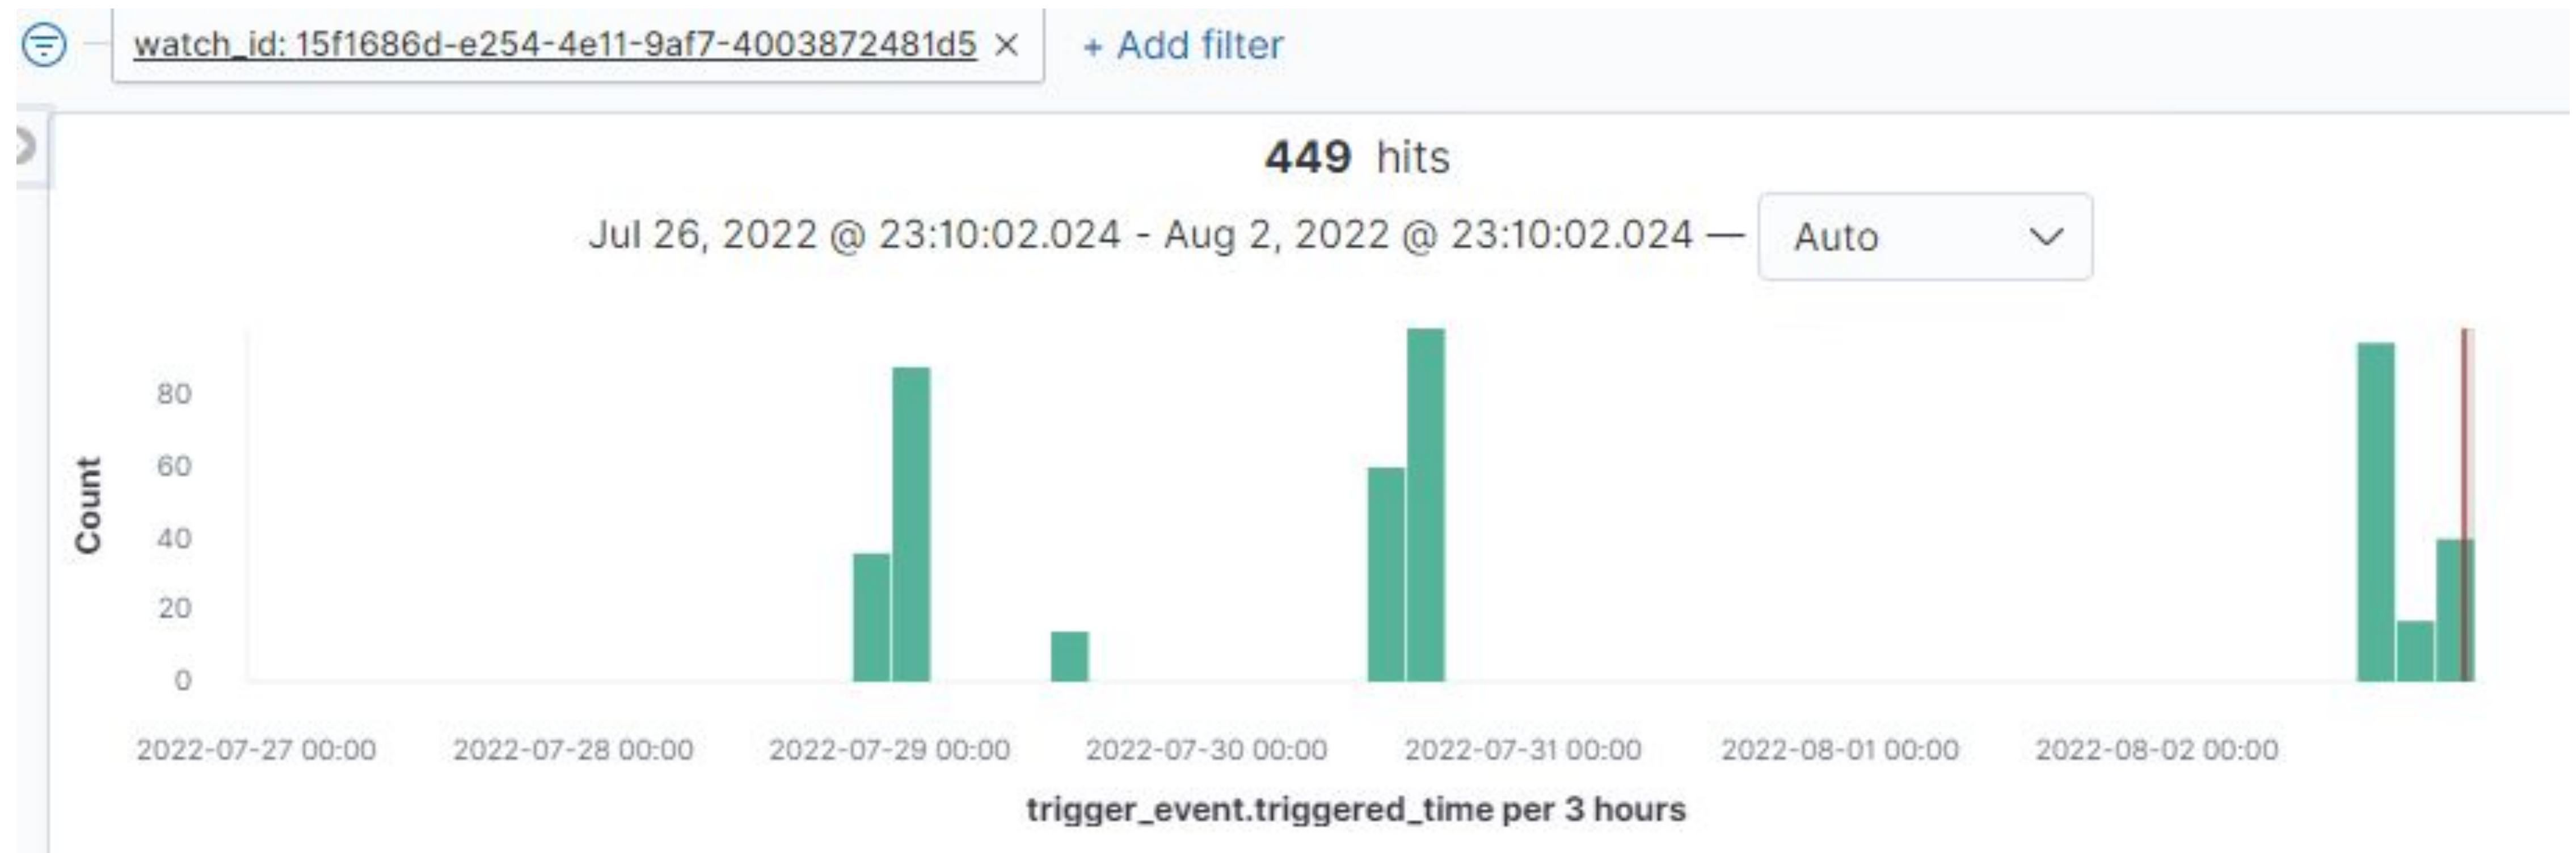 watch_id: 15f1686d-e254-4e11-9af7-4003872481d5 × + Add filter
449 hits
Jul 26, 2022 @ 23:10:02.024 - Aug 2, 2022 @ 23:10:02.024 — Auto
80
60
40
20
0
Count
2022-07-27 00:00 2022-07-28 00:00 2022-07-29 00:00 2022-07-30 00:00 2022-07-31 00:00 2022-08-01 00:00 2022-08-02 00:00
trigger_event.triggered_time per 3 hours